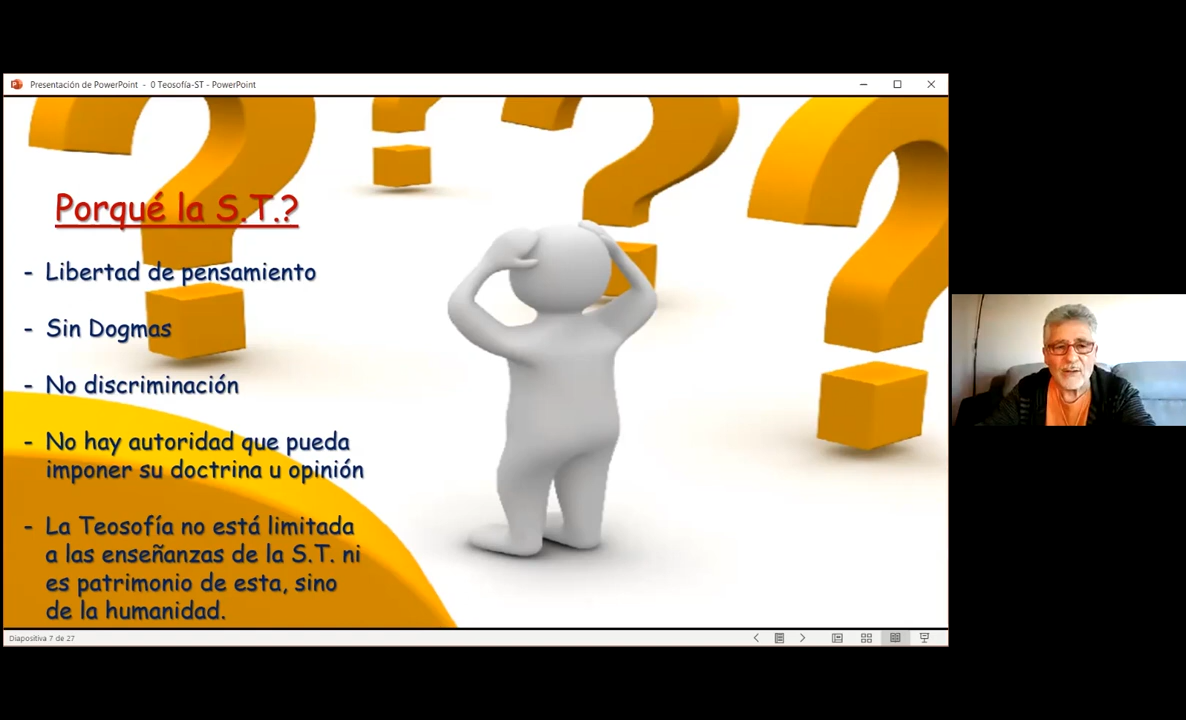 Presentación de PowerPoint - 0 Teosofía-ST - PowerPoint
Porqué la S.T.?
- Libertad de pensamiento
- Sin Dogmas
- No discriminación
- No hay autoridad que pueda
imponer su doctrina u opinión
- La Teosofía no está limitada
a las enseñanzas de la S.T. ni
es patrimonio de esta, sino
de la humanidad.
Diapositiva 7 de 27